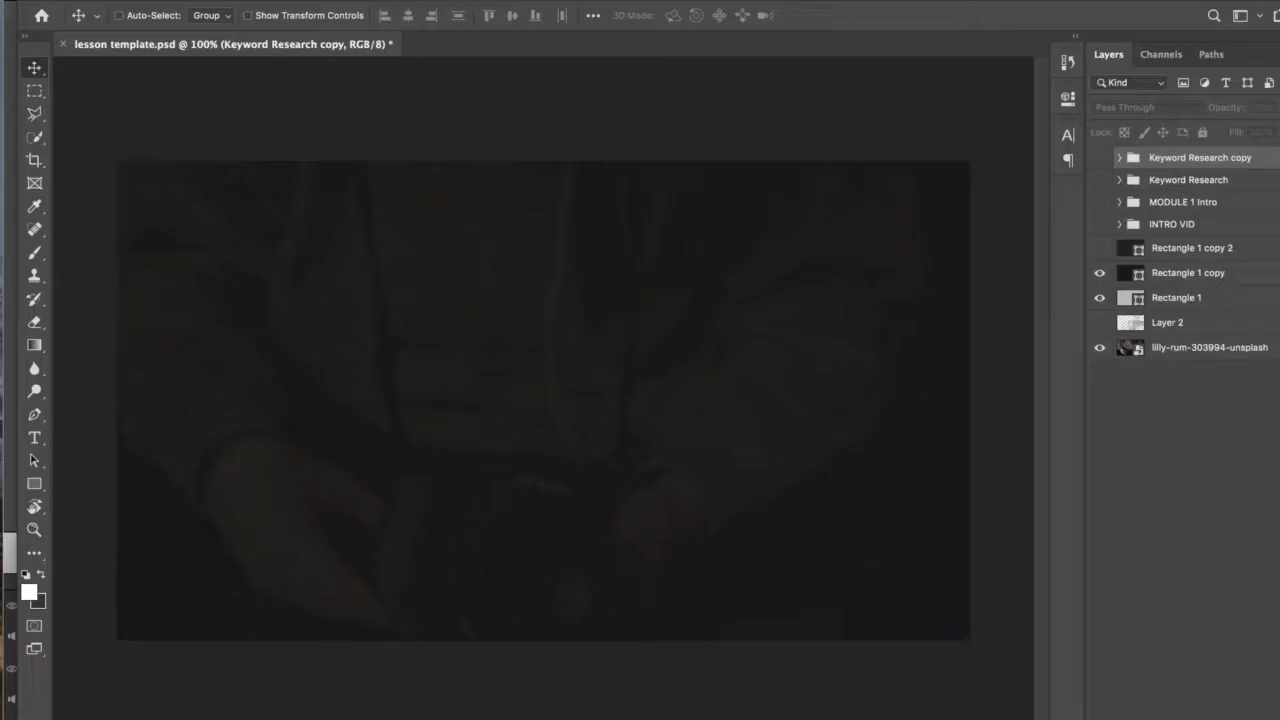 Auto-Select: Group Show Transform Controls 3D Mode:
lesson template.psd @ 100% (Keyword Research copy, RGB/8) *
Layers Channels Paths
Kind
Pass Through Opacity:
Lock: Fill:
Keyword Research copy
Keyword Research
MODULE 1 Intro
INTRO VID
Rectangle 1 copy 2
Rectangle 1 copy
Rectangle 1
Layer 2
lilly-rum-303994-unsplash